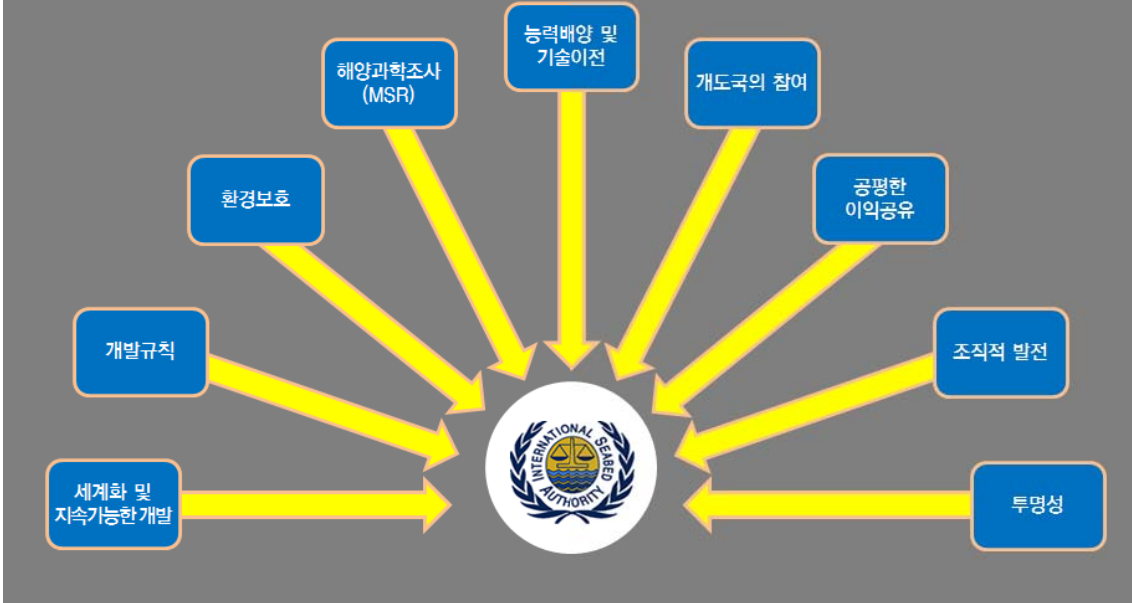 능력배양 및
기술이전
해양과학조사
(MSR)
개도국의 참여
환경보호
공평한
이익공유
개발규칙
조직적 발전
세계화 및
지속가능한 개발
투명성
INTERNATIONAL SEABED
AUTHORITY